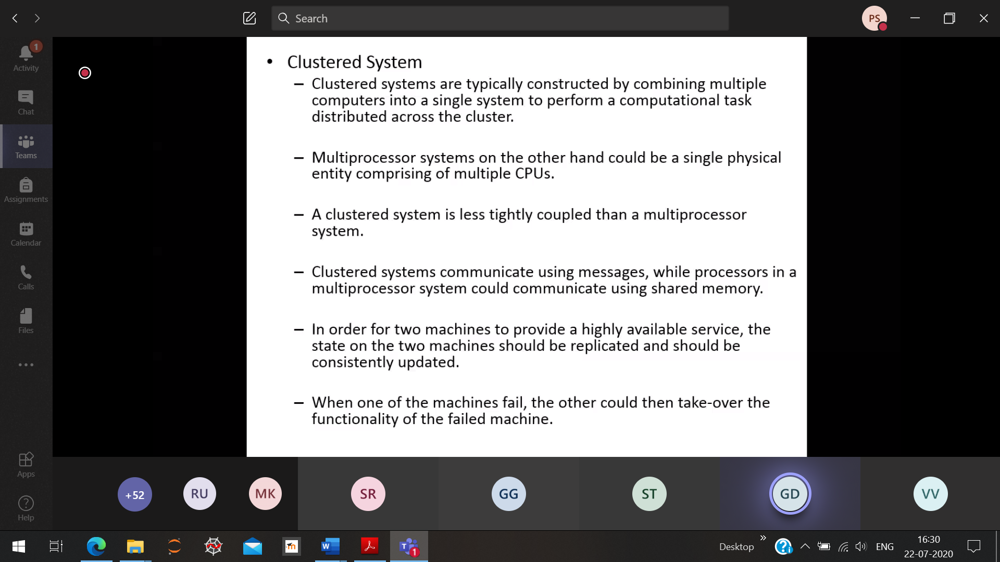 Search
PS
1
Activity
Chat
Teams
Assignments
Calendar
Calls
Files
Apps
Help
• Clustered System
– Clustered systems are typically constructed by combining multiple
computers into a single system to perform a computational task
distributed across the cluster.
– Multiprocessor systems on the other hand could be a single physical
entity comprising of multiple CPUs.
– A clustered system is less tightly coupled than a multiprocessor
system.
– Clustered systems communicate using messages, while processors in a
multiprocessor system could communicate using shared memory.
– In order for two machines to provide a highly available service, the
state on the two machines should be replicated and should be
consistently updated.
– When one of the machines fail, the other could then take-over the
functionality of the failed machine.
+52
RU
MK
SR
GG
ST
GD
VV
m
W
T
1
Desktop
»
?
i
ENG
16:30
22-07-2020